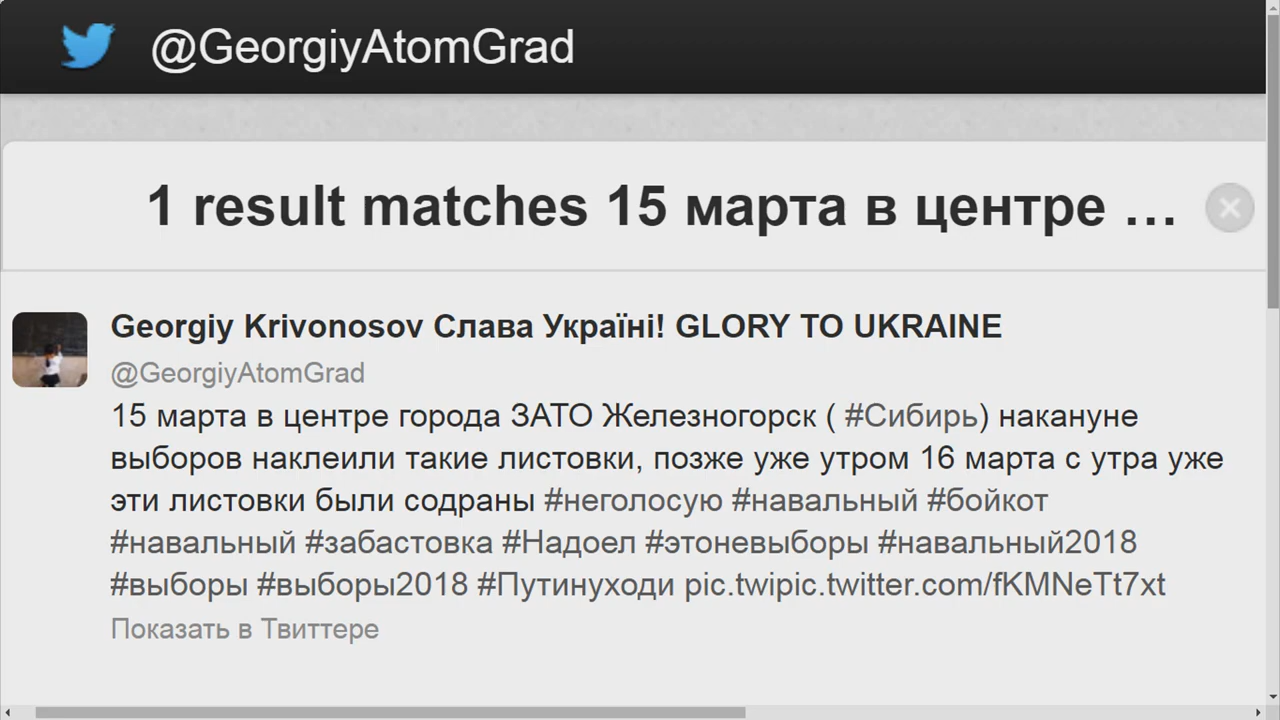 @GeorgiyAtomGrad
1 result matches 15 марта в центре …
Georgiy Krivonosov Слава Україні! GLORY TO UKRAINE
@GeorgiyAtomGrad
15 марта в центре города ЗАТО Железногорск ( #Сибирь) накануне
выборов наклеили такие листовки, позже уже утром 16 марта с утра уже
эти листовки были содраны #неголосую #навальный #бойкот
#навальный #забастовка #Надоел #этоневыборы #навальный2018
#выборы #выборы2018 #Путинуходи pic.twipic.twitter.com/fKMNeTt7xt
Показать в Твиттере